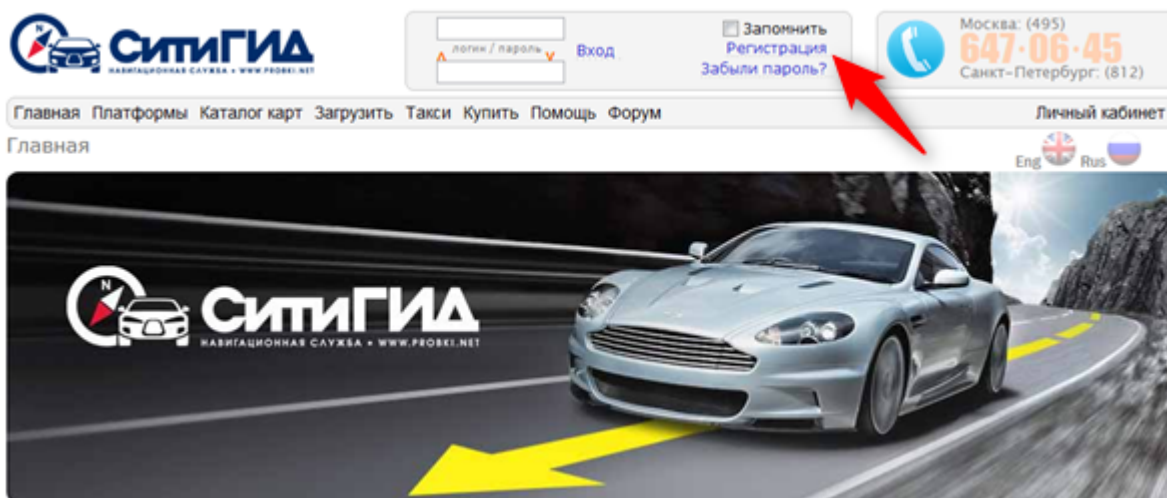 СитиГИД
НАВИГАЦИОННАЯ СЛУЖБА • WWW.PROBKI.NET
логин / пароль
Вход
Запомнить
Регистрация
Забыли пароль?
Москва: (495)
647·06·45
Санкт-Петербург: (812)
Главная Платформы Каталог карт Загрузить Такси Купить Помощь Форум
Личный кабинет
Главная
Eng Rus
N
СитиГИД
НАВИГАЦИОННАЯ СЛУЖБА • WWW.PROBKI.NET